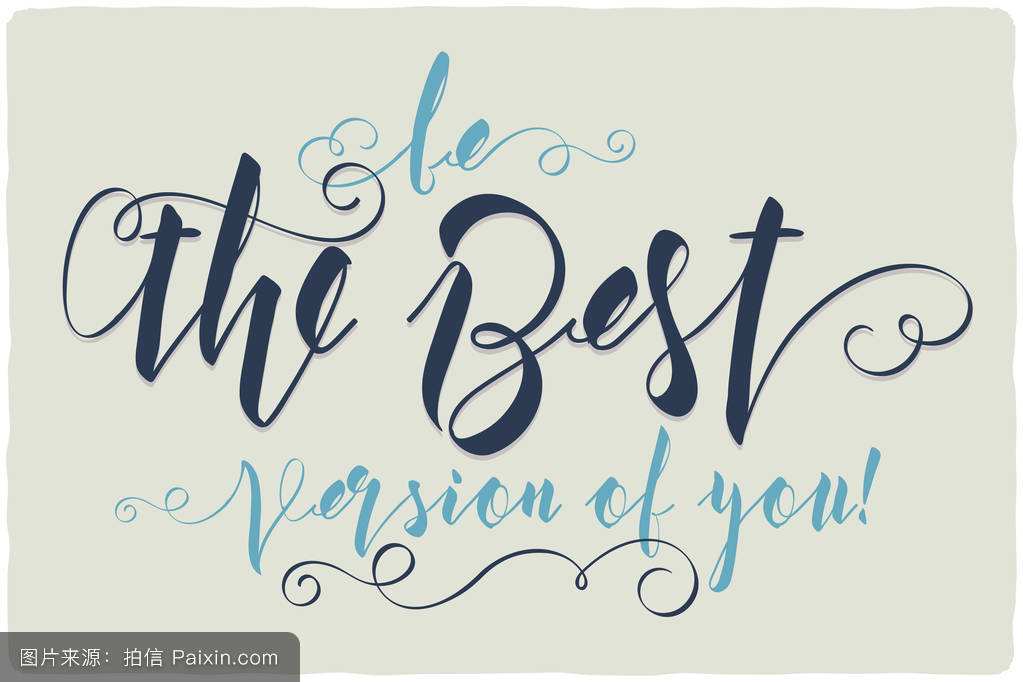 be
the Best
Version of you!
图片来源：拍信 Paixin.com